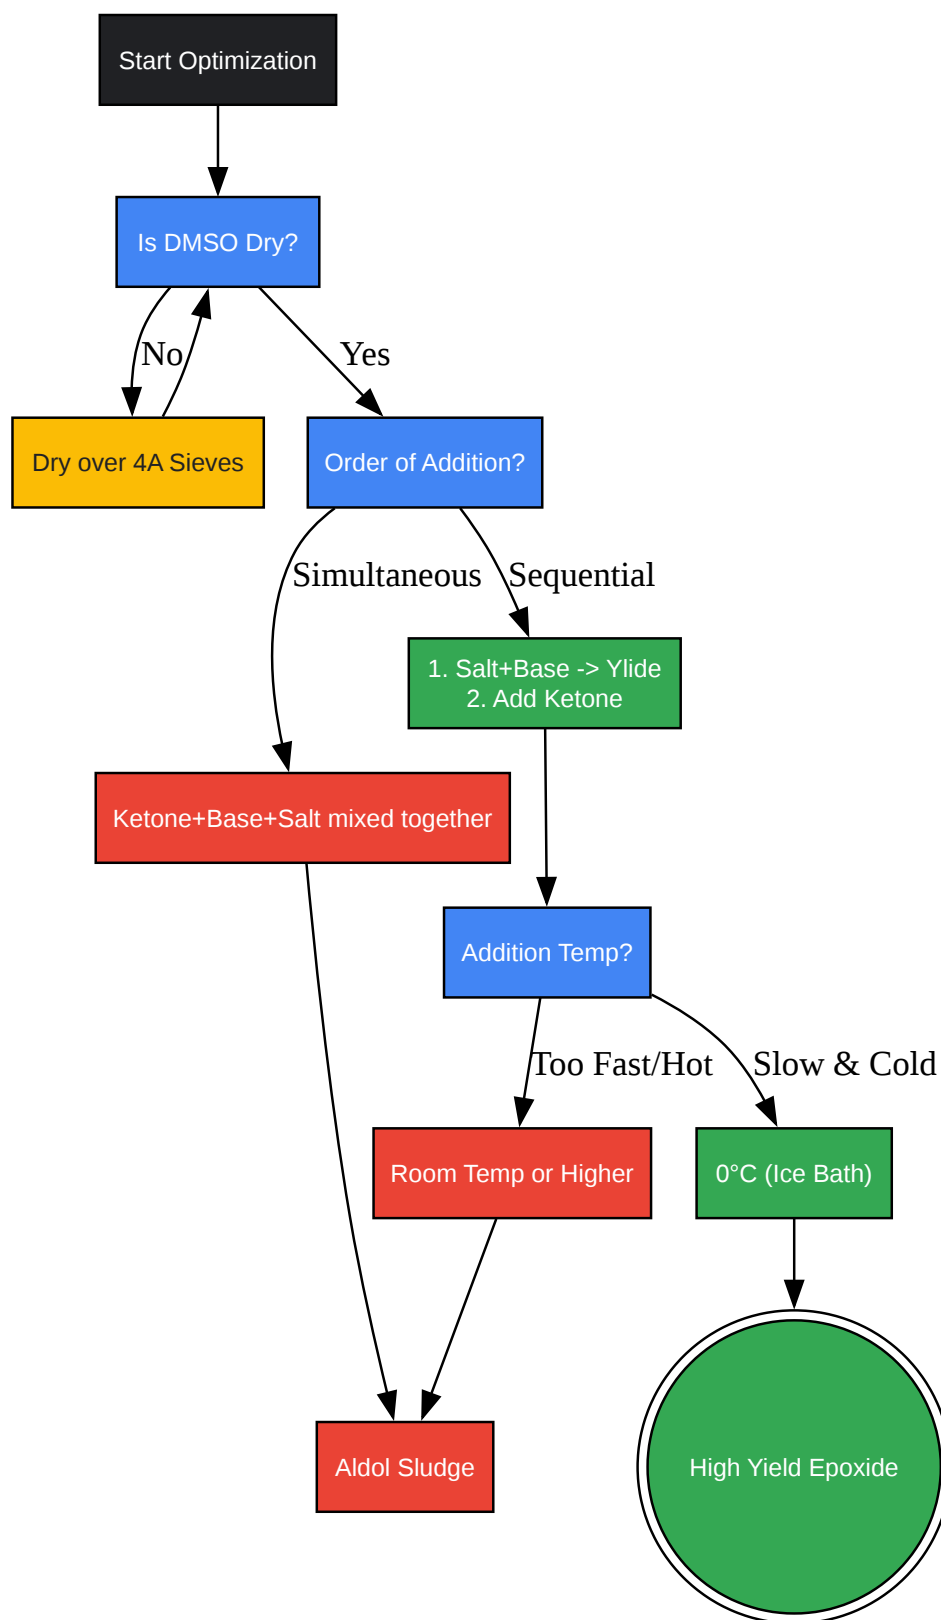 Start Optimization
Is DMSO Dry?
No
Yes
Dry over 4A Sieves
Order of Addition?
Simultaneous
Sequential
1. Salt+Base -> Ylide
2. Add Ketone
Ketone+Base+Salt mixed together
Addition Temp?
Too Fast/Hot
Slow & Cold
Room Temp or Higher
0°C (Ice Bath)
Aldol Sludge
High Yield Epoxide